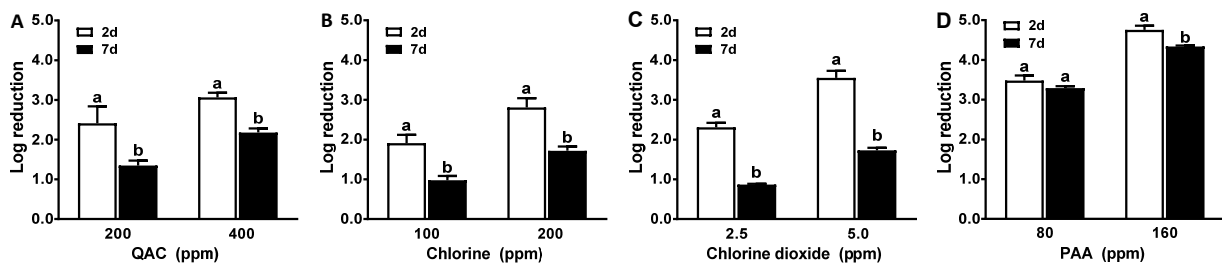 A
5.0
4.0
3.0
2.0
1.0
0.0
Log reduction
2d
7d
a
b
a
b
200
400
QAC (ppm)
B
5.0
4.0
3.0
2.0
1.0
0.0
Log reduction
2d
7d
a
b
a
b
100
200
Chlorine (ppm)
C
5.0
4.0
3.0
2.0
1.0
0.0
Log reduction
2d
7d
a
b
a
b
2.5
5.0
Chlorine dioxide (ppm)
D
5.0
4.0
3.0
2.0
1.0
0.0
Log reduction
2d
7d
a
a
a
b
80
160
PAA (ppm)